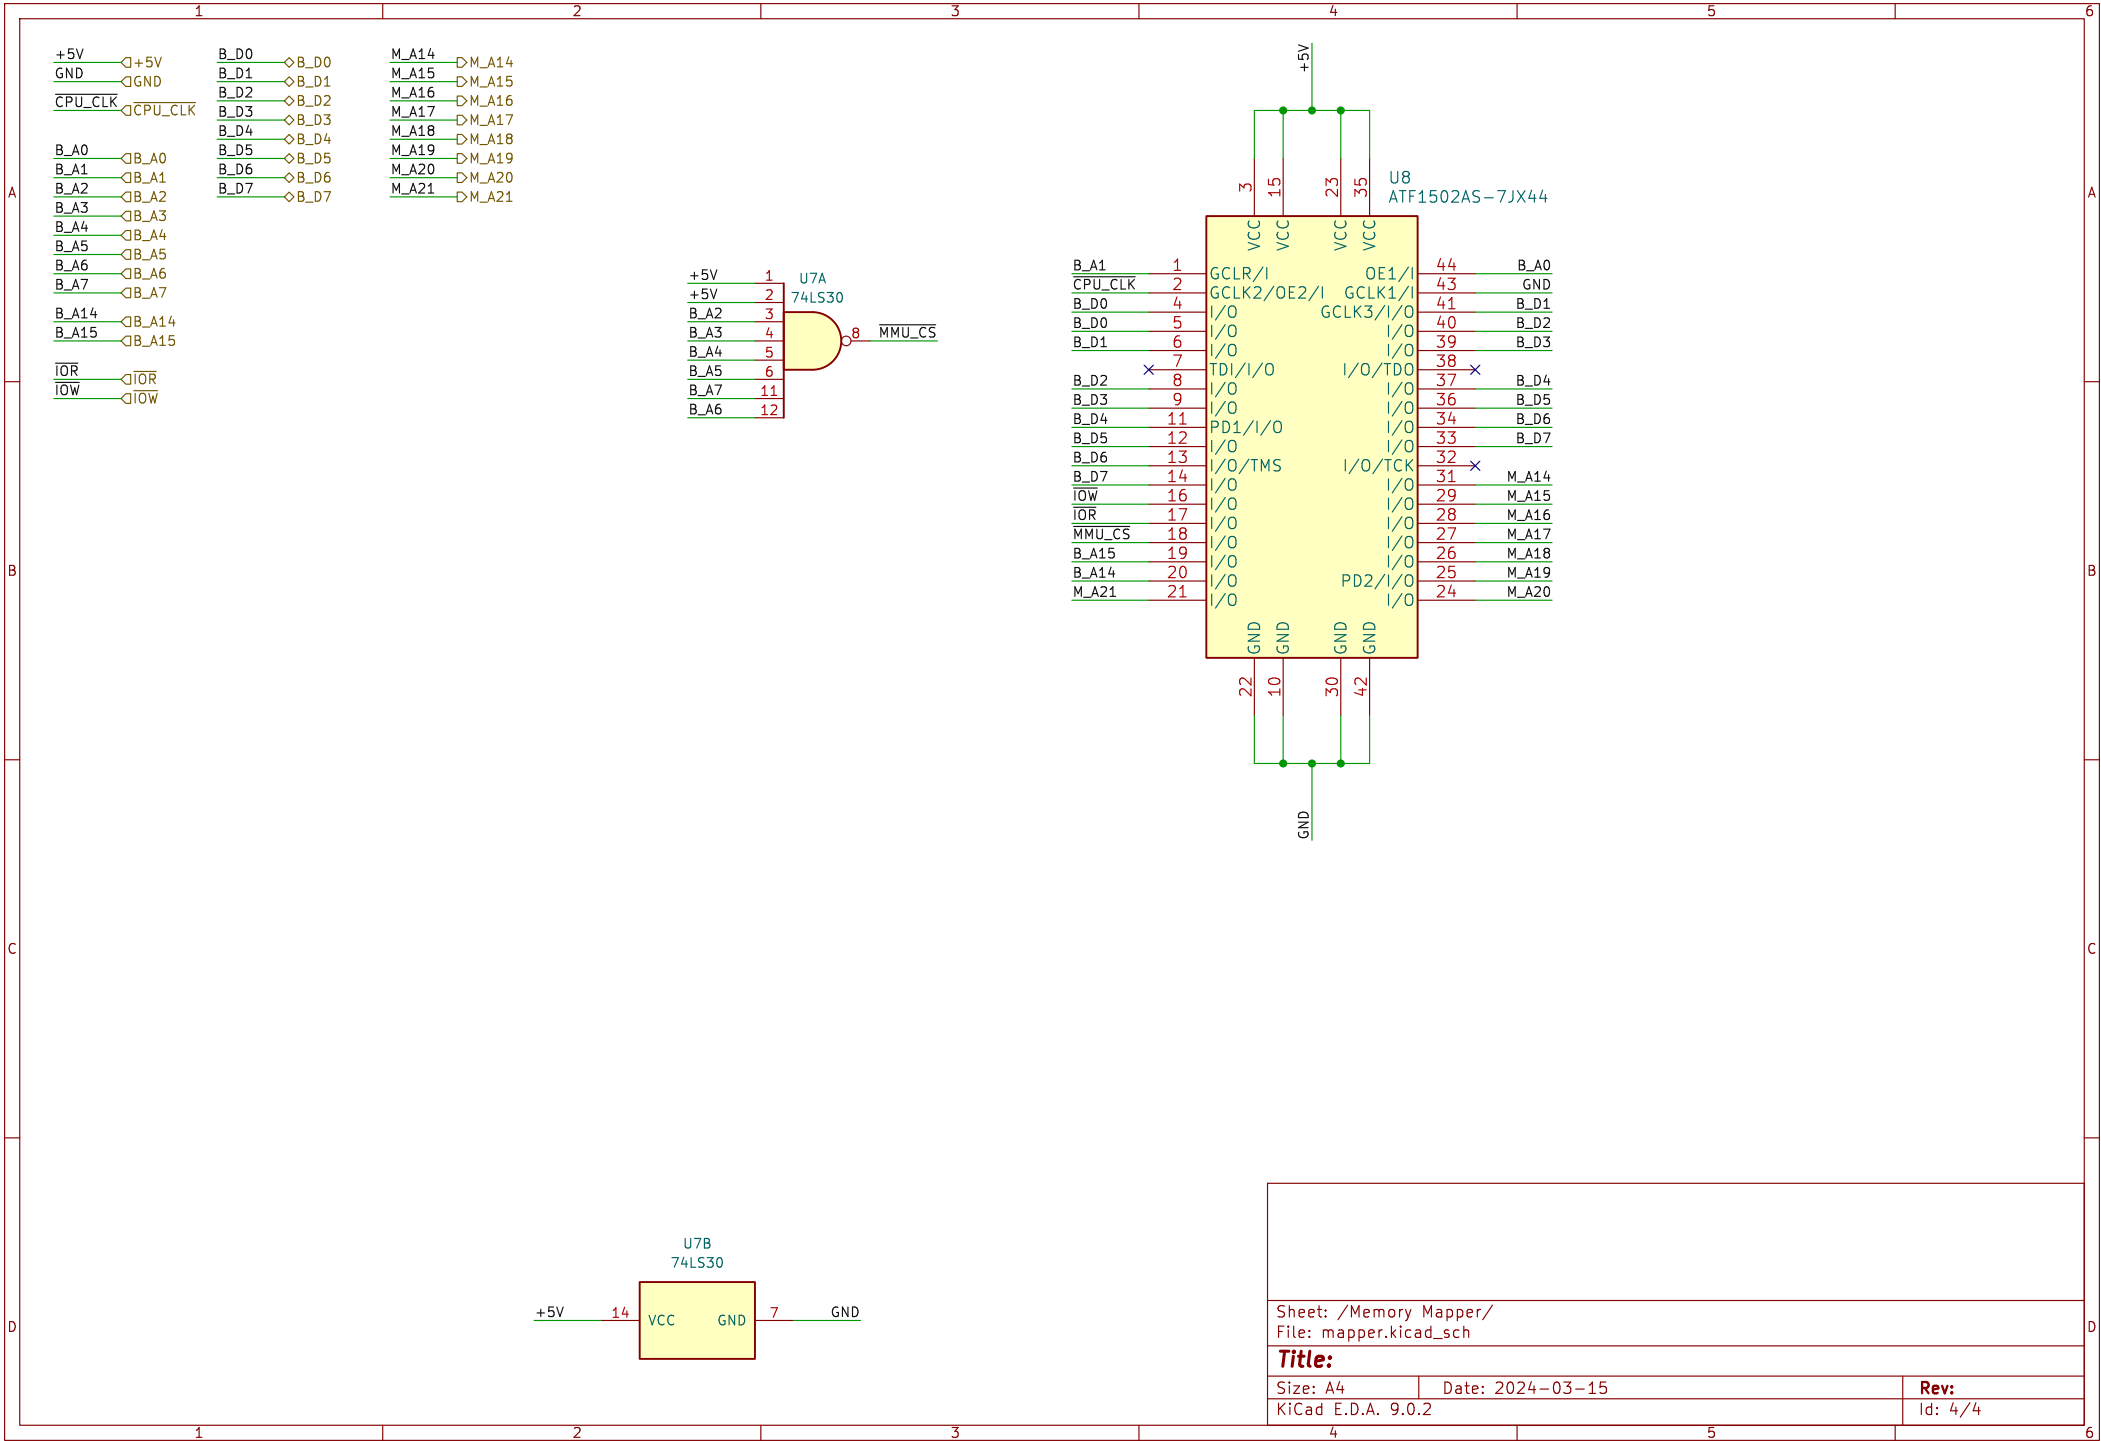 1 2 3 4 5 6
A
B
C
D
A
B
C
D
1 2 3 4 5 6
+5V +5V
GND GND
CPU_CLK CPU_CLK
B_A0 B_A0
B_A1 B_A1
B_A2 B_A2
B_A3 B_A3
B_A4 B_A4
B_A5 B_A5
B_A6 B_A6
B_A7 B_A7
B_A14 B_A14
B_A15 B_A15
IOR IOR
IOW IOW
B_D0 B_D0
B_D1 B_D1
B_D2 B_D2
B_D3 B_D3
B_D4 B_D4
B_D5 B_D5
B_D6 B_D6
B_D7 B_D7
M_A14 M_A14
M_A15 M_A15
M_A16 M_A16
M_A17 M_A17
M_A18 M_A18
M_A19 M_A19
M_A20 M_A20
M_A21 M_A21
U7A
74LS30
+5V 1
+5V 2
B_A2 3
B_A3 4
B_A4 5
B_A5 6
B_A7 11
B_A6 12
8 MMU_CS
+5V
U8
ATF1502AS-7JX44
3 15 23 35
VCC VCC VCC VCC
B_A1 1 GCLR/I OE1/I 44 B_A0
CPU_CLK 2 GCLK2/OE2/I GCLK1/I 43 GND
B_D0 4 I/O GCLK3/I/O 41 B_D1
B_D0 5 I/O I/O 40 B_D2
B_D1 6 I/O I/O 39 B_D3
7 TDI/I/O I/O/TDO 38
B_D2 8 I/O I/O 37 B_D4
B_D3 9 I/O I/O 36 B_D5
B_D4 11 PD1/I/O I/O 34 B_D6
B_D5 12 I/O I/O 33 B_D7
B_D6 13 I/O/TMS I/O/TCK 32
B_D7 14 I/O I/O 31 M_A14
IOW 16 I/O I/O 29 M_A15
IOR 17 I/O I/O 28 M_A16
MMU_CS 18 I/O I/O 27 M_A17
B_A15 19 I/O I/O 26 M_A18
B_A14 20 I/O PD2/I/O 25 M_A19
M_A21 21 I/O I/O 24 M_A20
GND GND GND GND
22 10 30 42
GND
U7B
74LS30
+5V 14 VCC GND 7 GND
Sheet: /Memory Mapper/
File: mapper.kicad_sch
Title:
Size: A4 Date: 2024-03-15 Rev:
KiCad E.D.A. 9.0.2 Id: 4/4